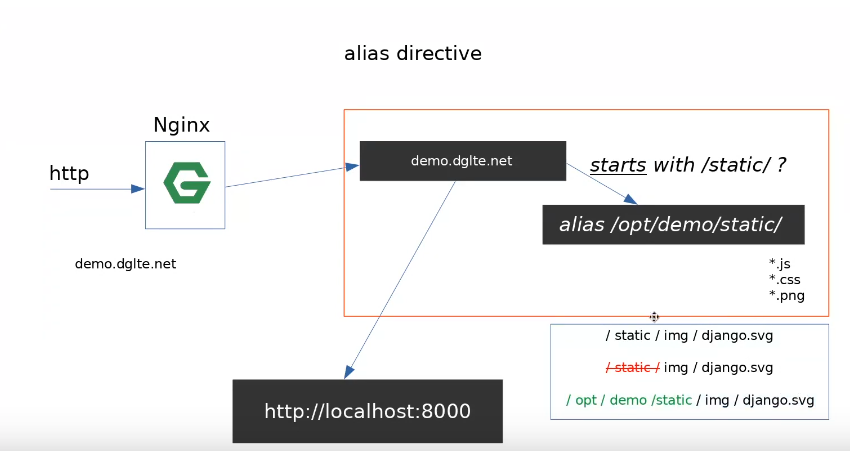 alias directive
Nginx
http
demo.dglte.net
demo.dglte.net
starts with /static/ ?
alias /opt/demo/static/
*.js
*.css
*.png
/ static / img / django.svg
/ static / img / django.svg
/ opt / demo /static / img / django.svg
http://localhost:8000